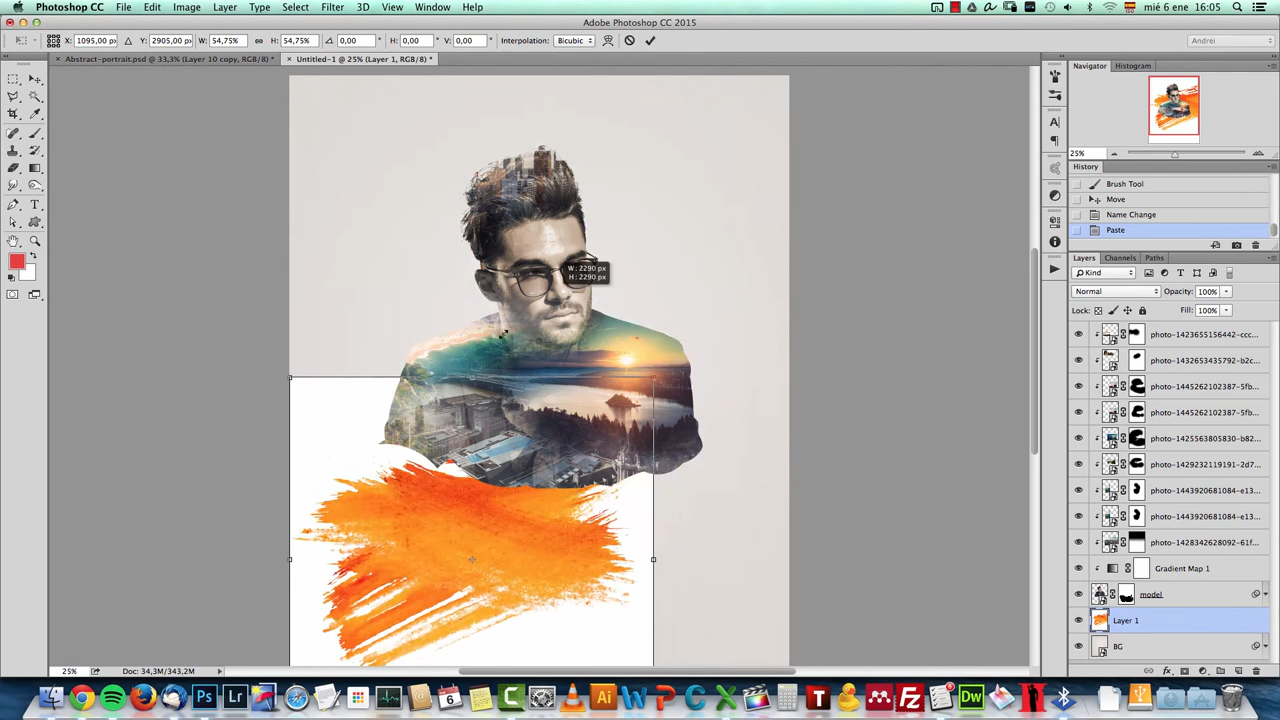 Photoshop CC File Edit Image Layer Type Select Filter 3D View Window Help mié 6 ene 16:05
Adobe Photoshop CC 2015
X: 1095,00 px Y: 2905,00 px W: 54,75% H: 54,75% 0,00 ° H: 0,00 ° V: 0,00 ° Interpolation: Bicubic Andrei
Abstract-portrait.psd @ 33,3% (Layer 10 copy, RGB/8) * Untitled-1 @ 25% (Layer 1, RGB/8) *
Navigator Histogram
25%
History
Brush Tool
Move
Name Change
Paste
Layers Channels Paths
Kind
Normal Opacity: 100%
Lock: Fill: 100%
W: 2290 px
H: 2290 px
photo-1423655156442-ccc...
photo-1432653435792-b2c...
photo-1445262102387-5fb...
photo-1445262102387-5fb...
photo-1425563805830-b82...
photo-1429232119191-2d7...
photo-1443920681084-e13...
photo-1443920681084-e13...
photo-1428342628092-61f...
Gradient Map 1
model
Layer 1
BG
25% Doc: 34,3M/343,2M